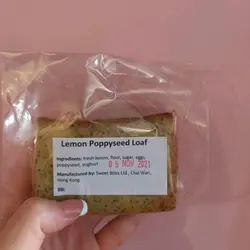 Lemon Poppyseed Loaf
Ingredients: fresh lemon, flour, sugar, eggs,
poppyseed, yoghurt
05 NOV 2021
Manufactured by: Sweet Bites Ltd., Chai Wan,
Hong Kong
BB: